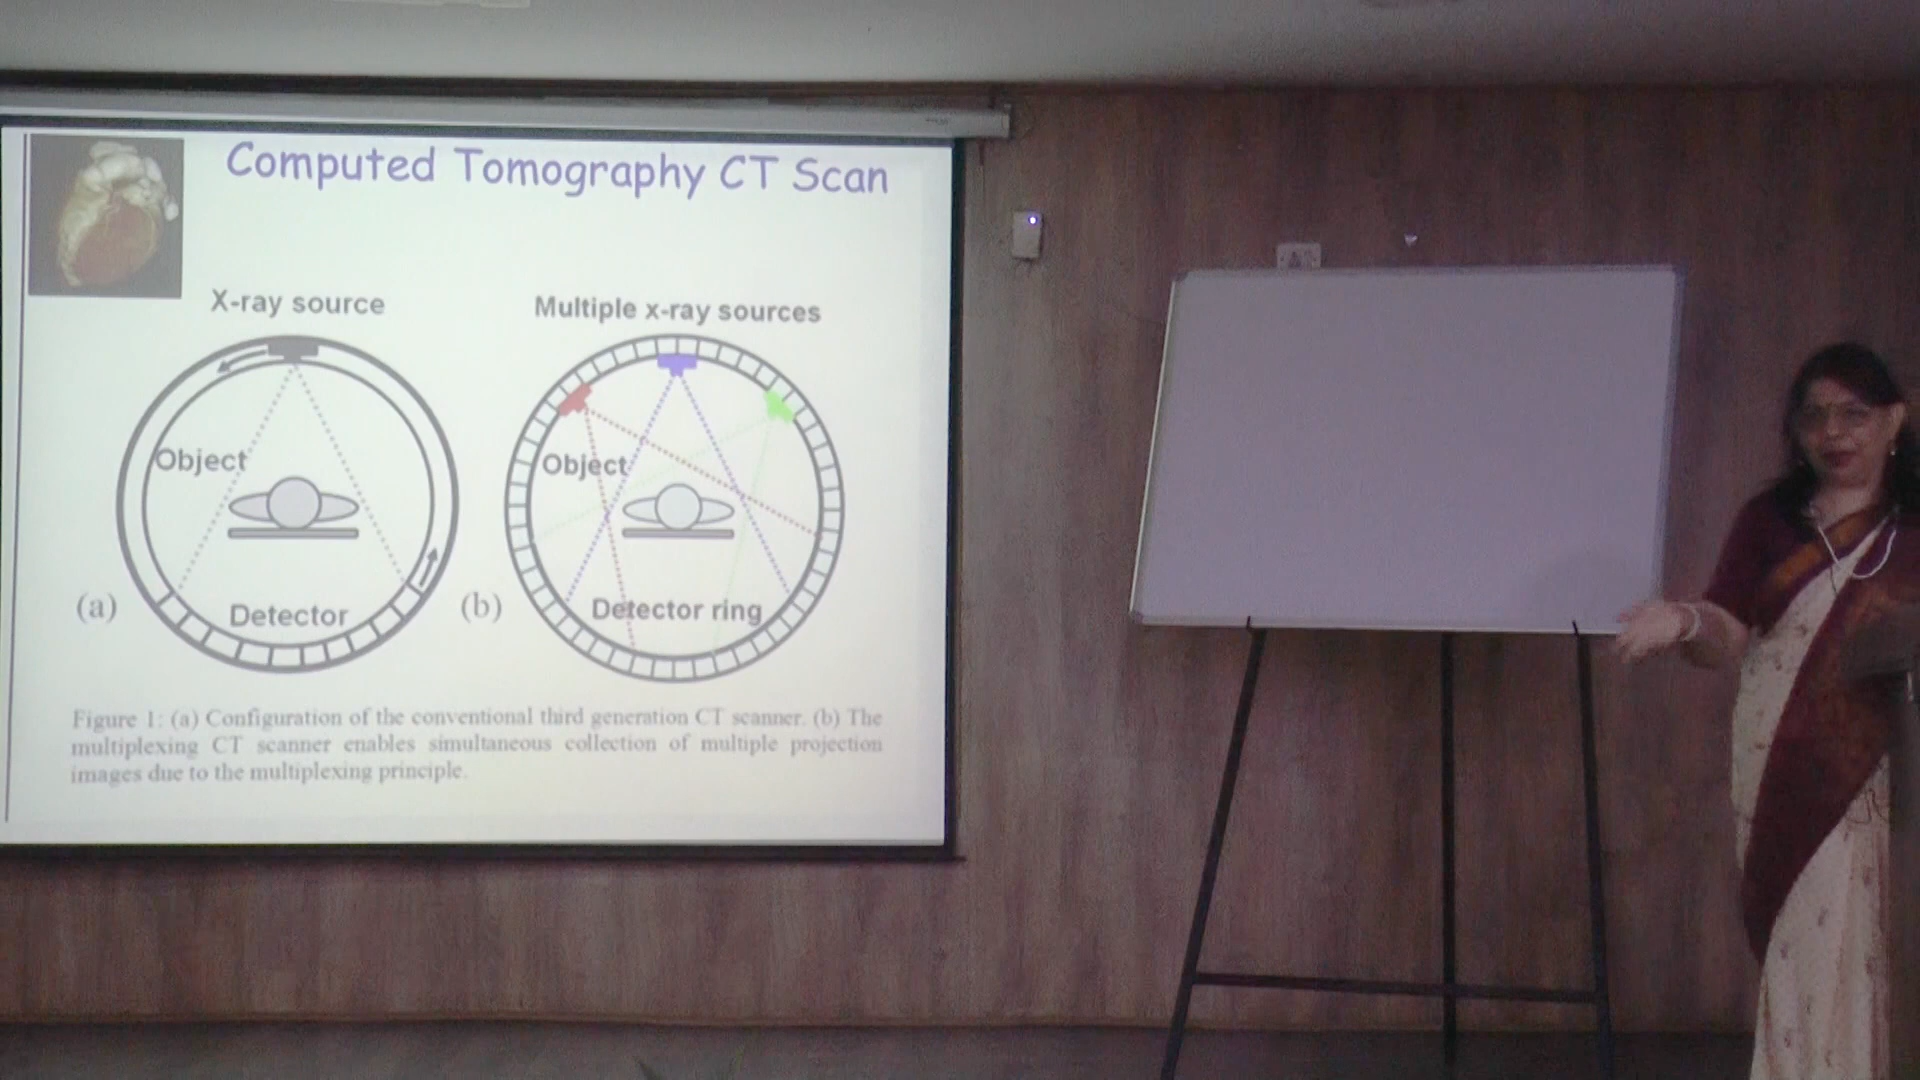 Computed Tomography CT Scan
X-ray source
Object
Detector
(a)
Multiple x-ray sources
Object
Detector ring
(b)
Figure 1: (a) Configuration of the conventional third generation CT scanner. (b) The
multiplexing CT scanner enables simultaneous collection of multiple projection
images due to the multiplexing principle.